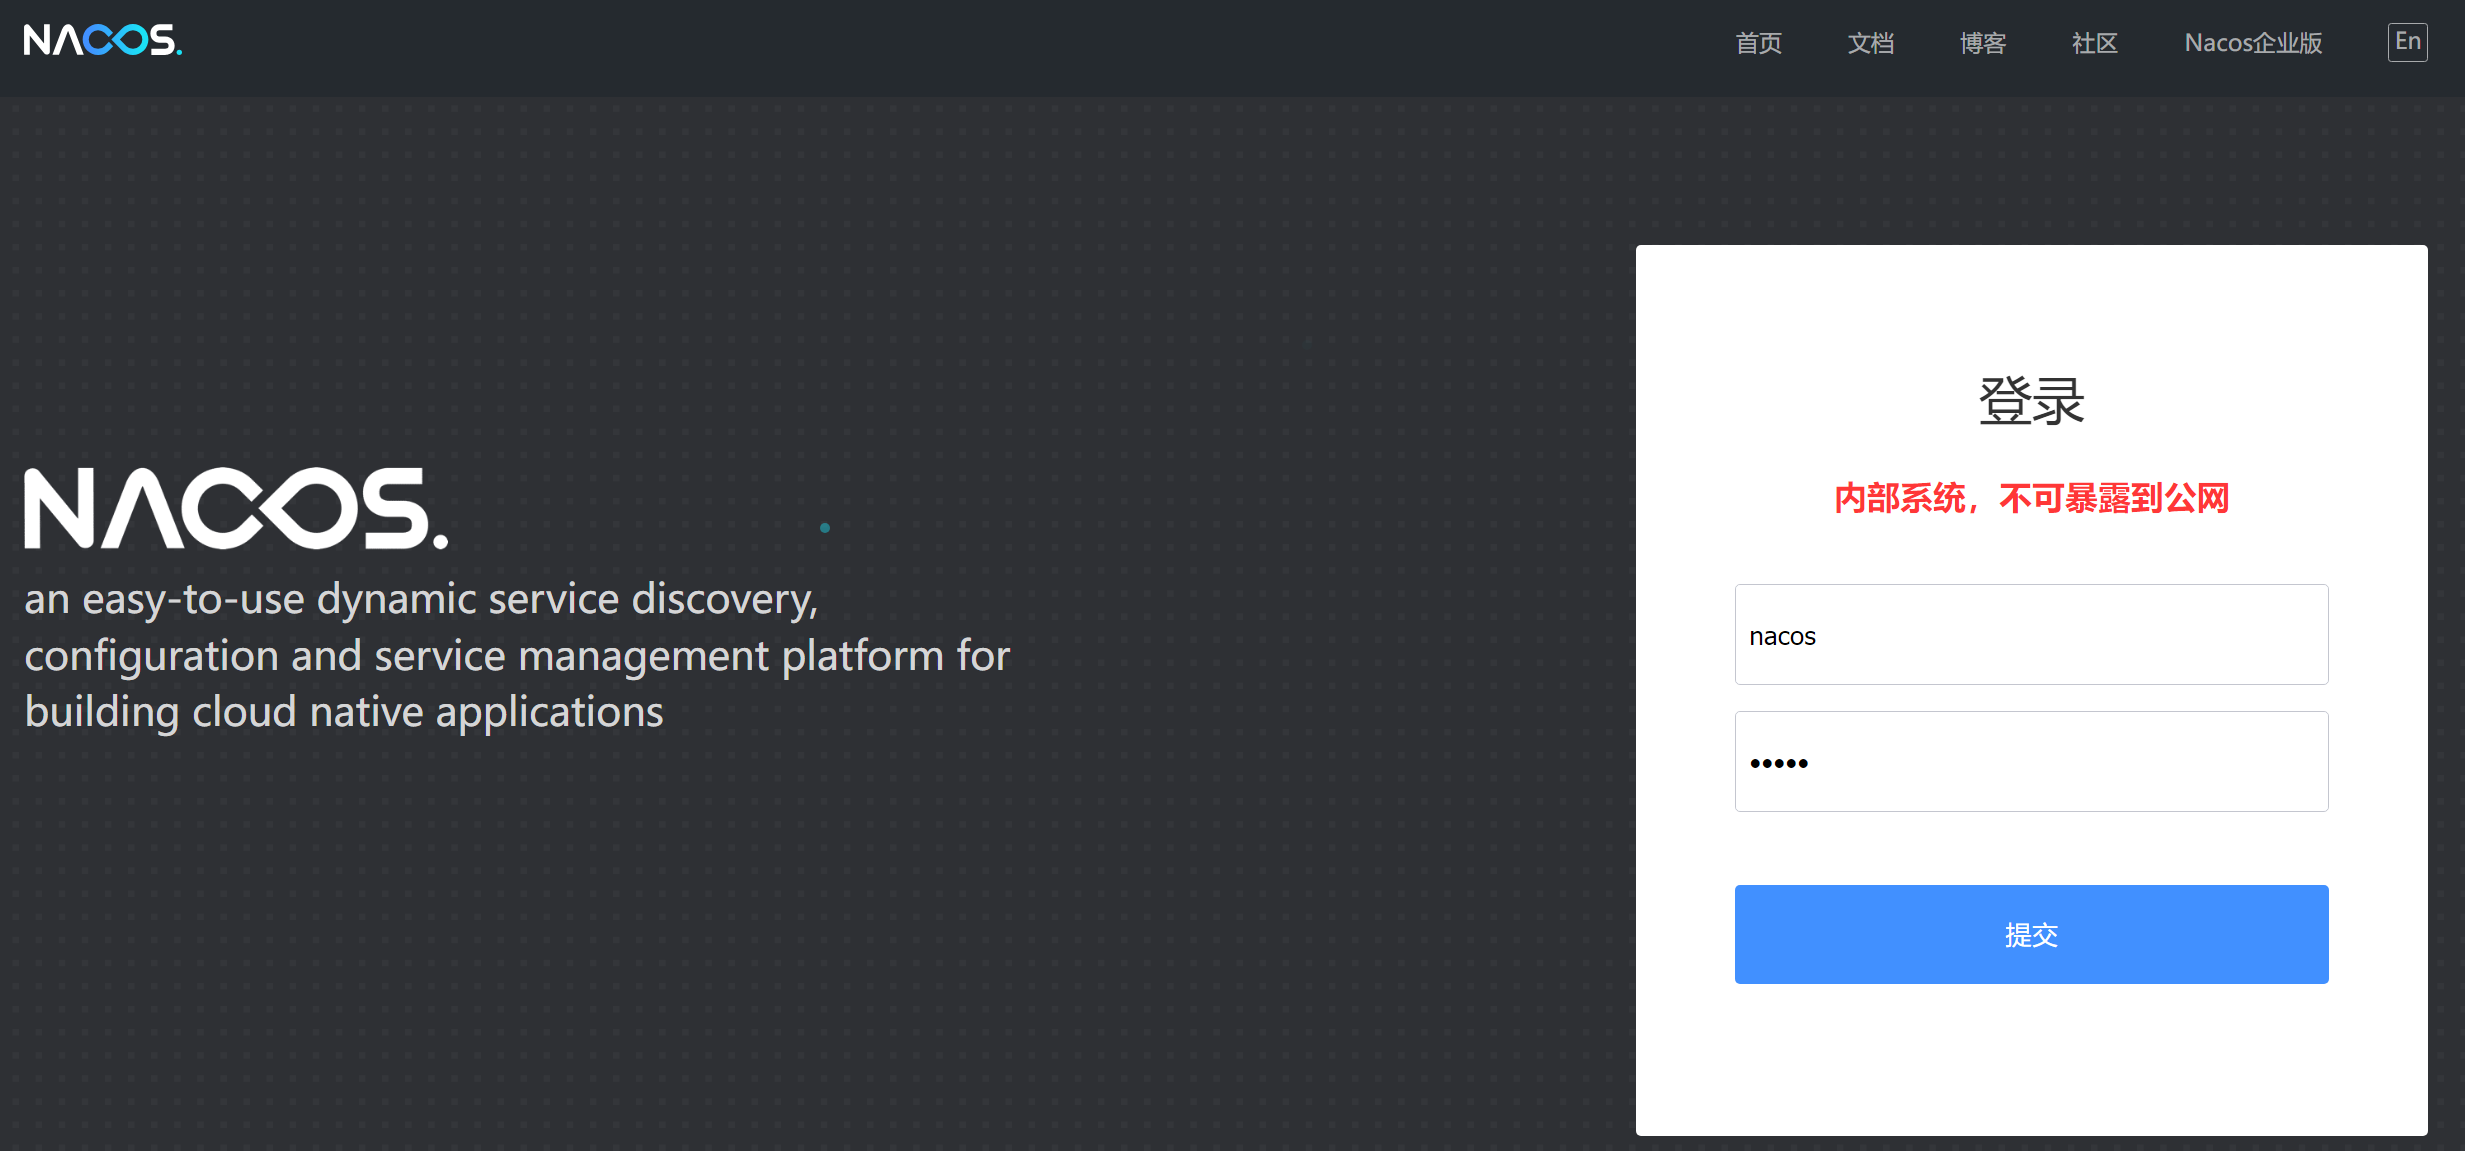 NACOS.
首页 文档 博客 社区 Nacos企业版 En
NACOS.
an easy-to-use dynamic service discovery,
configuration and service management platform for
building cloud native applications
登录
内部系统，不可暴露到公网
nacos
•••••
提交